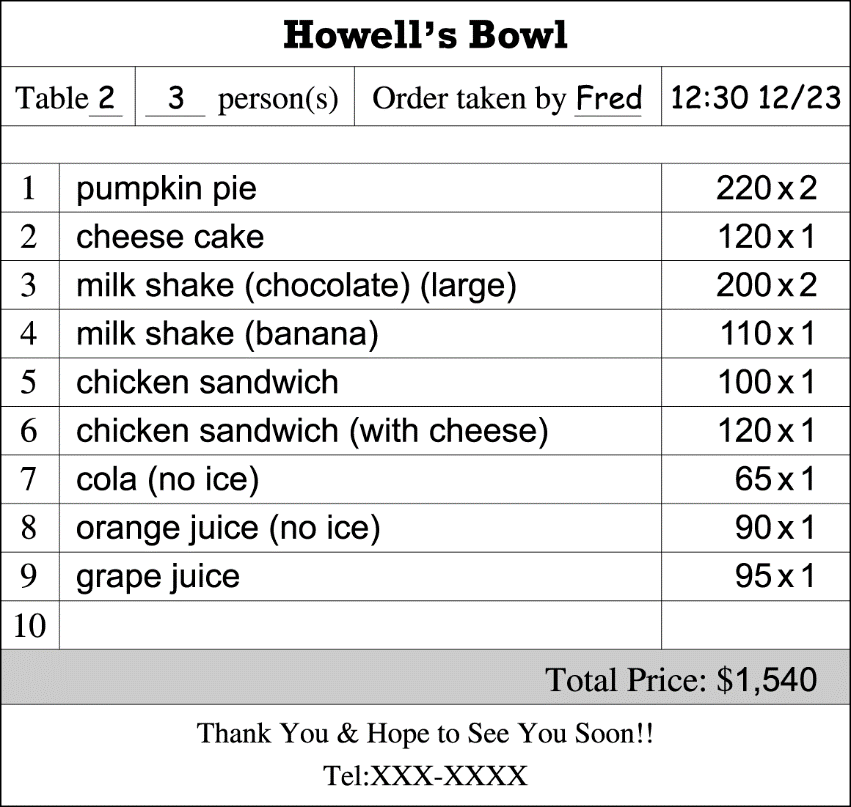 Howell's Bowl
Table 2 3 person(s) Order taken by Fred 12:30 12/23
1 pumpkin pie 220 x 2
2 cheese cake 120 x 1
3 milk shake (chocolate) (large) 200 x 2
4 milk shake (banana) 110 x 1
5 chicken sandwich 100 x 1
6 chicken sandwich (with cheese) 120 x 1
7 cola (no ice) 65 x 1
8 orange juice (no ice) 90 x 1
9 grape juice 95 x 1
10
Total Price: $1,540
Thank You & Hope to See You Soon!!
Tel:XXX-XXXX